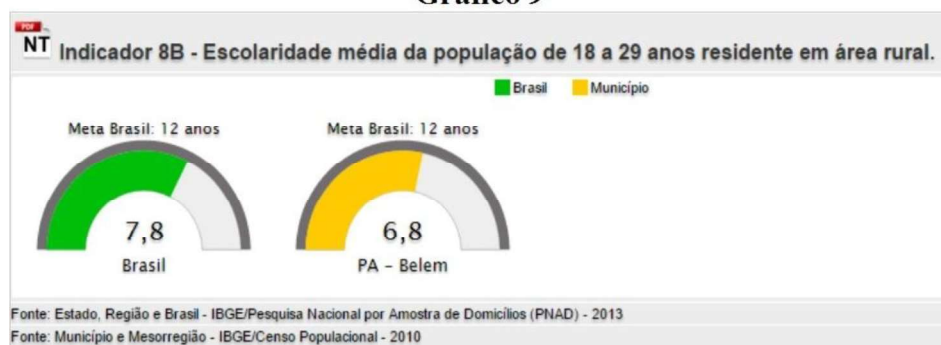 Gráfico 9
PDF
NT Indicador 8B - Escolaridade média da população de 18 a 29 anos residente em área rural.
Brasil Município
Meta Brasil: 12 anos Meta Brasil: 12 anos
7,8 6,8
Brasil PA - Belem
Fonte: Estado, Região e Brasil - IBGE/Pesquisa Nacional por Amostra de Domicílios (PNAD) - 2013
Fonte: Município e Mesorregião - IBGE/Censo Populacional - 2010